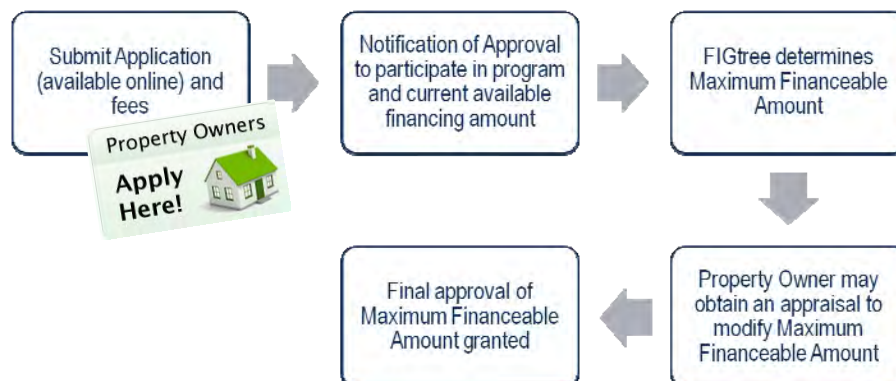 Submit Application
(available online) and
fees
Property Owners
Apply
Here!
Notification of Approval
to participate in program
and current available
financing amount
FIGtree determines
Maximum Financeable
Amount
Property Owner may
obtain an appraisal to
modify Maximum
Financeable Amount
Final approval of
Maximum Financeable
Amount granted